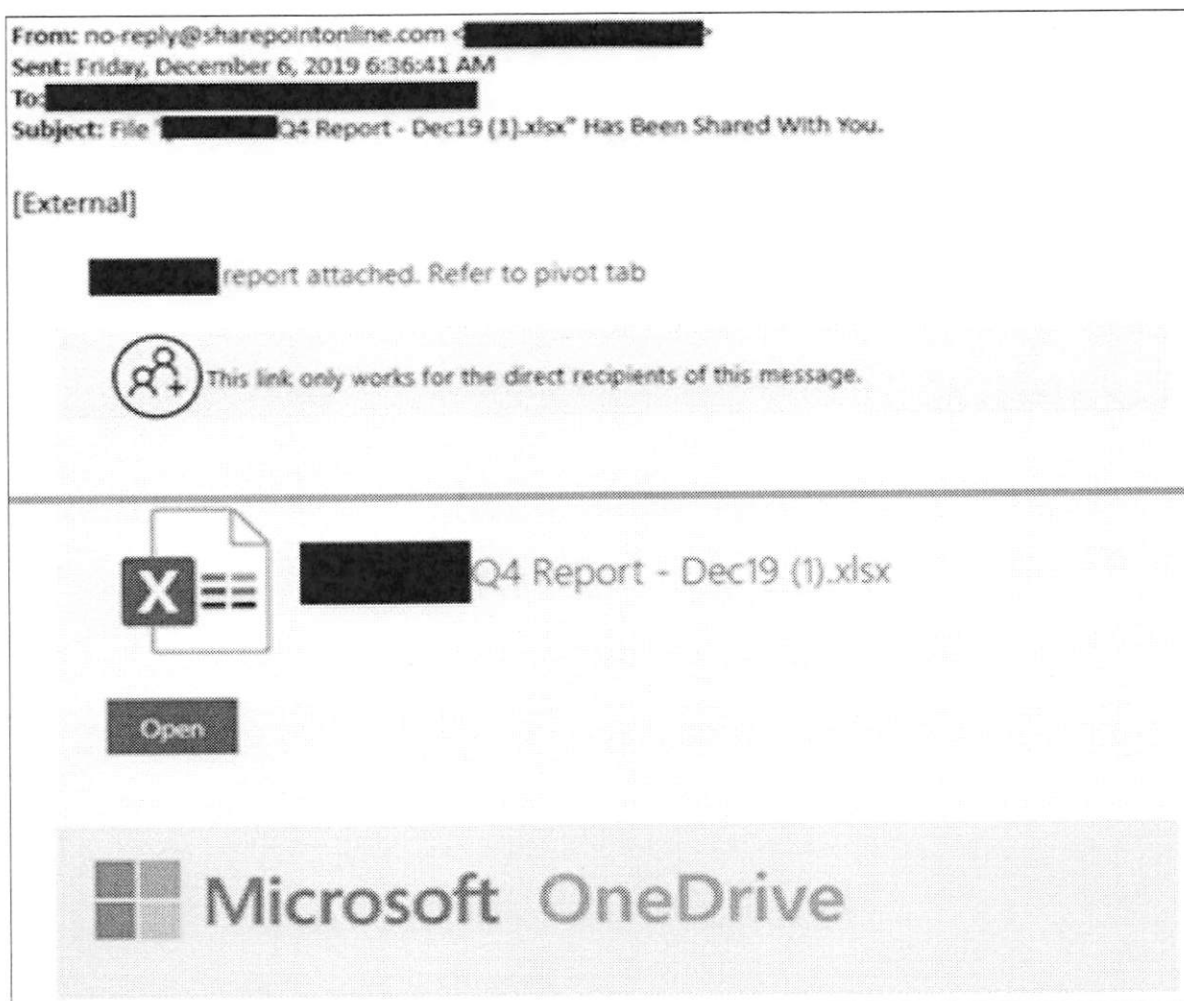 From: no-reply@sharepointonline.com < >
Sent: Friday, December 6, 2019 6:36:41 AM
To:
Subject: File " Q4 Report - Dec19 (1).xlsx" Has Been Shared With You.
[External]
report attached. Refer to pivot tab
This link only works for the direct recipients of this message.
X
Q4 Report - Dec19 (1).xlsx
Open
Microsoft OneDrive